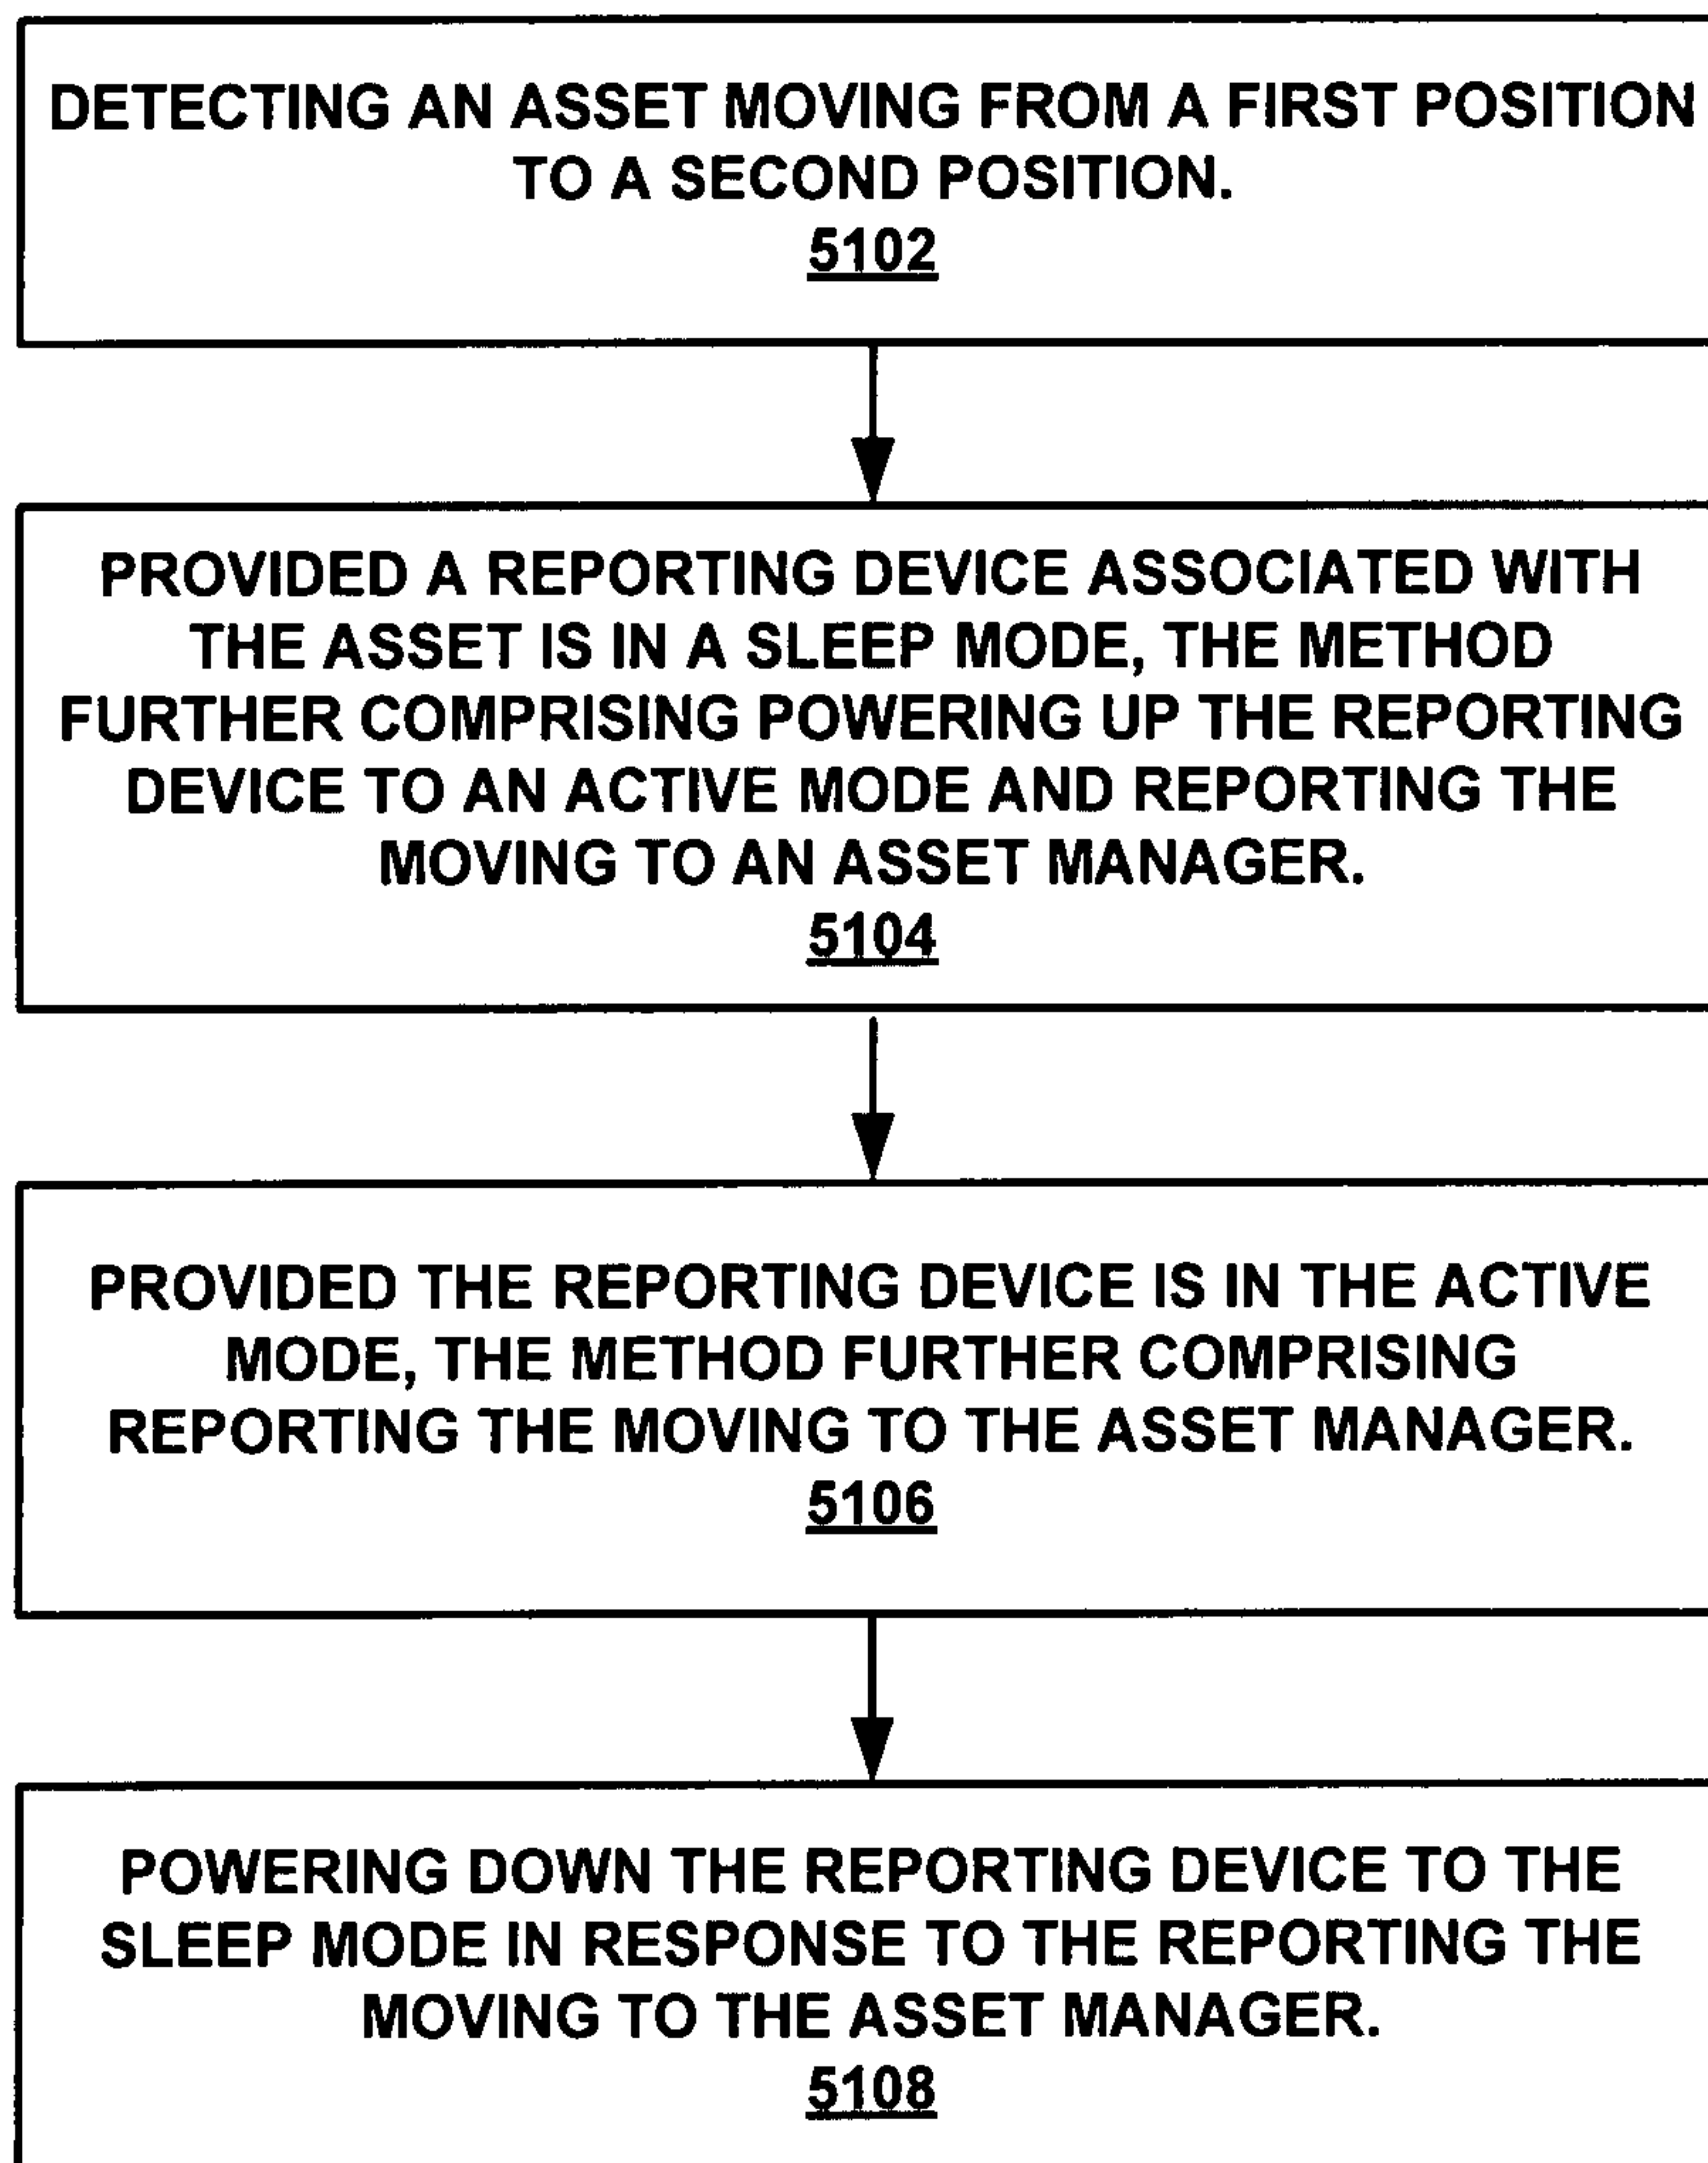 DETECTING AN ASSET MOVING FROM A FIRST POSITION
TO A SECOND POSITION.
5102
PROVIDED A REPORTING DEVICE ASSOCIATED WITH
THE ASSET IS IN A SLEEP MODE, THE METHOD
FURTHER COMPRISING POWERING UP THE REPORTING
DEVICE TO AN ACTIVE MODE AND REPORTING THE
MOVING TO AN ASSET MANAGER.
5104
PROVIDED THE REPORTING DEVICE IS IN THE ACTIVE
MODE, THE METHOD FURTHER COMPRISING
REPORTING THE MOVING TO THE ASSET MANAGER.
5106
POWERING DOWN THE REPORTING DEVICE TO THE
SLEEP MODE IN RESPONSE TO THE REPORTING THE
MOVING TO THE ASSET MANAGER.
5108